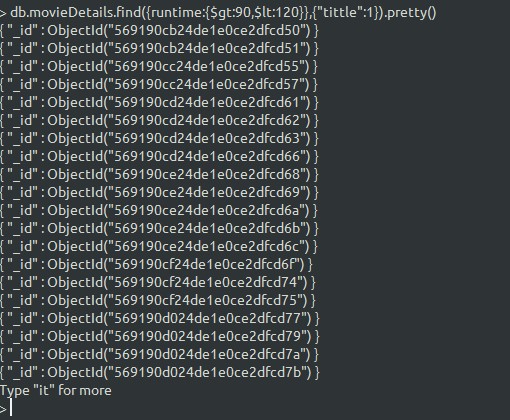 > db.movieDetails.find({runtime:{$gt:90,$lt:120}},{"tittle":1}).pretty()
{ "_id" : ObjectId("569190cb24de1e0ce2dfcd50") }
{ "_id" : ObjectId("569190cb24de1e0ce2dfcd51") }
{ "_id" : ObjectId("569190cc24de1e0ce2dfcd55") }
{ "_id" : ObjectId("569190cc24de1e0ce2dfcd57") }
{ "_id" : ObjectId("569190cd24de1e0ce2dfcd61") }
{ "_id" : ObjectId("569190cd24de1e0ce2dfcd62") }
{ "_id" : ObjectId("569190cd24de1e0ce2dfcd63") }
{ "_id" : ObjectId("569190cd24de1e0ce2dfcd66") }
{ "_id" : ObjectId("569190ce24de1e0ce2dfcd68") }
{ "_id" : ObjectId("569190ce24de1e0ce2dfcd69") }
{ "_id" : ObjectId("569190ce24de1e0ce2dfcd6a") }
{ "_id" : ObjectId("569190ce24de1e0ce2dfcd6b") }
{ "_id" : ObjectId("569190ce24de1e0ce2dfcd6c") }
{ "_id" : ObjectId("569190cf24de1e0ce2dfcd6f") }
{ "_id" : ObjectId("569190cf24de1e0ce2dfcd74") }
{ "_id" : ObjectId("569190cf24de1e0ce2dfcd75") }
{ "_id" : ObjectId("569190d024de1e0ce2dfcd77") }
{ "_id" : ObjectId("569190d024de1e0ce2dfcd79") }
{ "_id" : ObjectId("569190d024de1e0ce2dfcd7a") }
{ "_id" : ObjectId("569190d024de1e0ce2dfcd7b") }
Type "it" for more
>